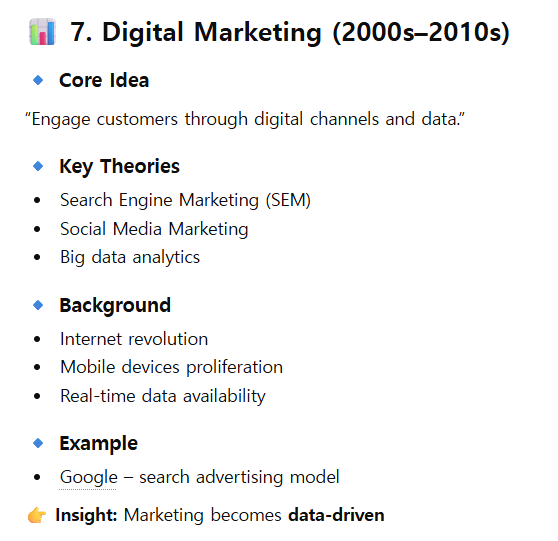 📊 7. Digital Marketing (2000s–2010s)
🔹 Core Idea
“Engage customers through digital channels and data.”
🔹 Key Theories
• Search Engine Marketing (SEM)
• Social Media Marketing
• Big data analytics
🔹 Background
• Internet revolution
• Mobile devices proliferation
• Real-time data availability
🔹 Example
• Google – search advertising model
👉 Insight: Marketing becomes data-driven